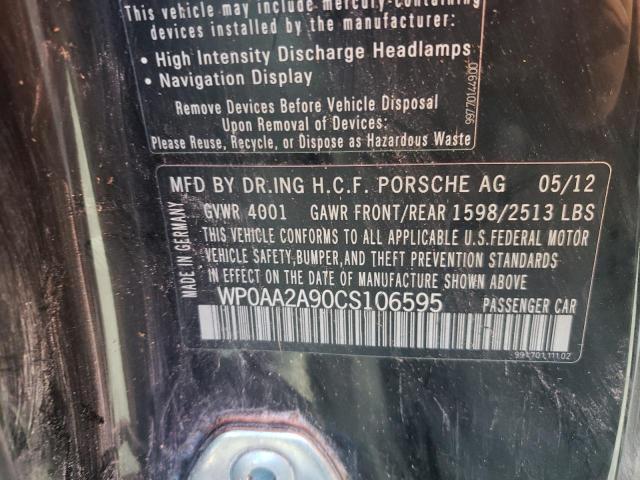 This vehicle may include mercury-containing
devices installed by the manufacturer:
• High Intensity Discharge Headlamps
• Navigation Display
Remove Devices Before Vehicle Disposal
Upon Removal of Devices:
Please Reuse, Recycle, or Dispose as Hazardous Waste
99770144900
MADE IN GERMANY
MFD BY DR.ING H.C.F. PORSCHE AG 05/12
GVWR 4001 GAWR FRONT/REAR 1598/2513 LBS
THIS VEHICLE CONFORMS TO ALL APPLICABLE U.S.FEDERAL MOTOR
VEHICLE SAFETY,BUMPER,AND THEFT PREVENTION STANDARDS
IN EFFECT ON THE DATE OF MANUFACTURE SHOWN ABOVE.
WP0AA2A90CS106595 PASSENGER CAR
99170111102